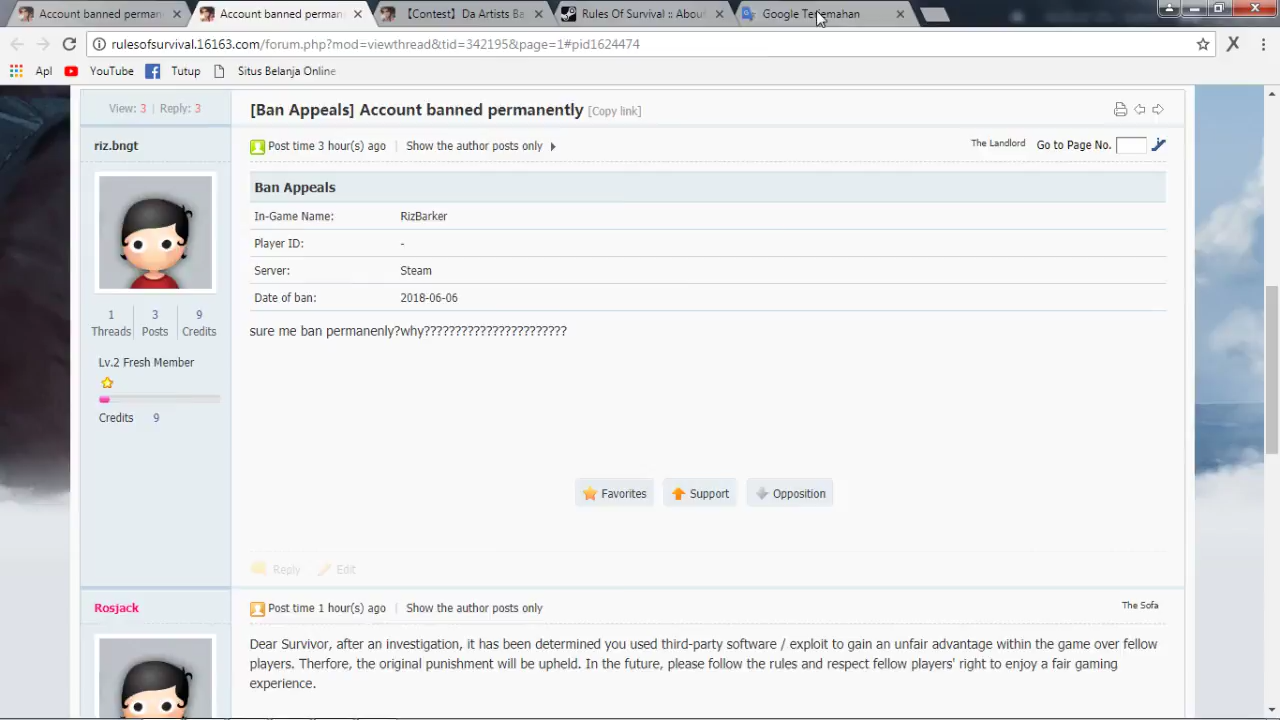 Account banned perman
Account banned perman
【Contest】Da Artists Ba
Rules Of Survival :: Abou
Google Terjemahan
rulesofsurvival.16163.com/forum.php?mod=viewthread&tid=342195&page=1#pid1624474
Apl
YouTube
Tutup
Situs Belanja Online
View: 3 | Reply: 3
[Ban Appeals] Account banned permanently [Copy link]
riz.bngt
Post time 3 hour(s) ago | Show the author posts only
The Landlord
Go to Page No.
Ban Appeals
In-Game Name: RizBarker
Player ID: -
Server: Steam
Date of ban: 2018-06-06
sure me ban permanenly?why???????????????????????
1 3 9
Threads Posts Credits
Lv.2 Fresh Member
Credits 9
Favorites
Support
Opposition
Reply
Edit
Rosjack
Post time 1 hour(s) ago | Show the author posts only
The Sofa
Dear Survivor, after an investigation, it has been determined you used third-party software / exploit to gain an unfair advantage within the game over fellow
players. Therfore, the original punishment will be upheld. In the future, please follow the rules and respect fellow players' right to enjoy a fair gaming
experience.